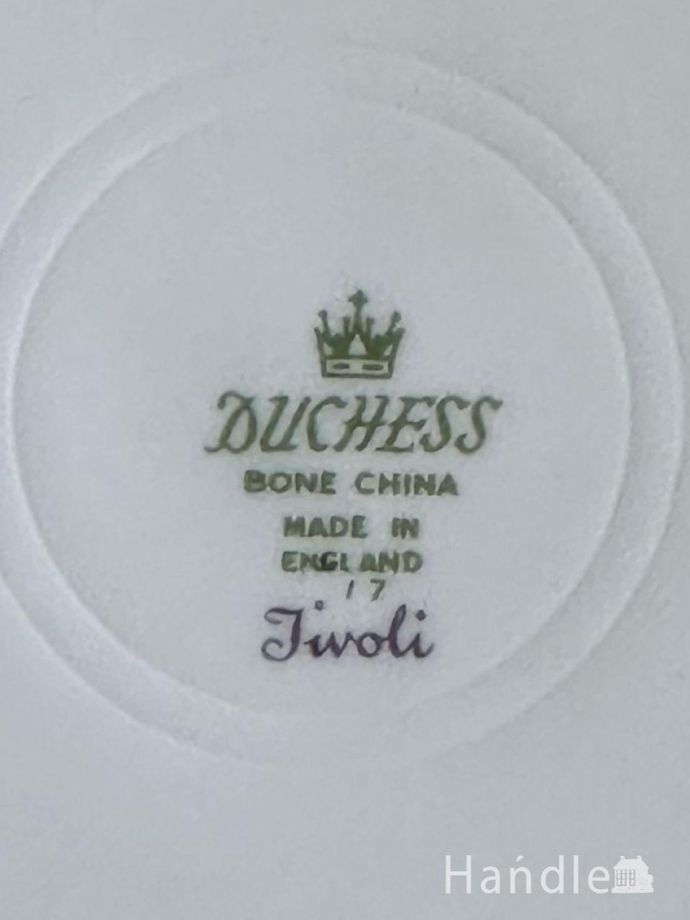 DUCHESS
BONE CHINA
MADE IN
ENGLAND
17
Tivoli
Handle